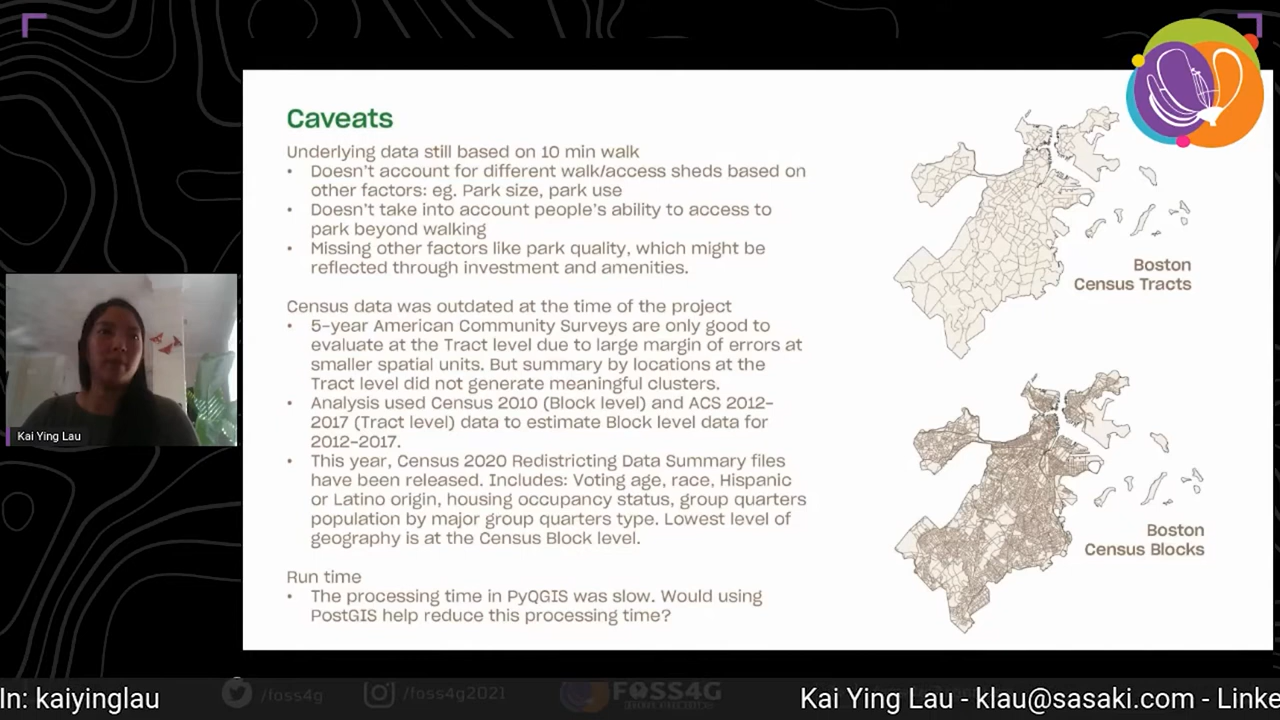 Caveats
Underlying data still based on 10 min walk
• Doesn't account for different walk/access sheds based on
other factors: eg. Park size, park use
• Doesn't take into account people's ability to access to
park beyond walking
• Missing other factors like park quality, which might be
reflected through investment and amenities.
Census data was outdated at the time of the project
• 5-year American Community Surveys are only good to
evaluate at the Tract level due to large margin of errors at
smaller spatial units. But summary by locations at the
Tract level did not generate meaningful clusters.
• Analysis used Census 2010 (Block level) and ACS 2012-
2017 (Tract level) data to estimate Block level data for
2012-2017.
• This year, Census 2020 Redistricting Data Summary files
have been released. Includes: Voting age, race, Hispanic
or Latino origin, housing occupancy status, group quarters
population by major group quarters type. Lowest level of
geography is at the Census Block level.
Run time
• The processing time in PyQGIS was slow. Would using
PostGIS help reduce this processing time?
Boston
Census Tracts
Boston
Census Blocks
Kai Ying Lau
/foss4g
/foss4g2021
FOSS4G
In: kaiyinglau
Kai Ying Lau - klau@sasaki.com - Linke